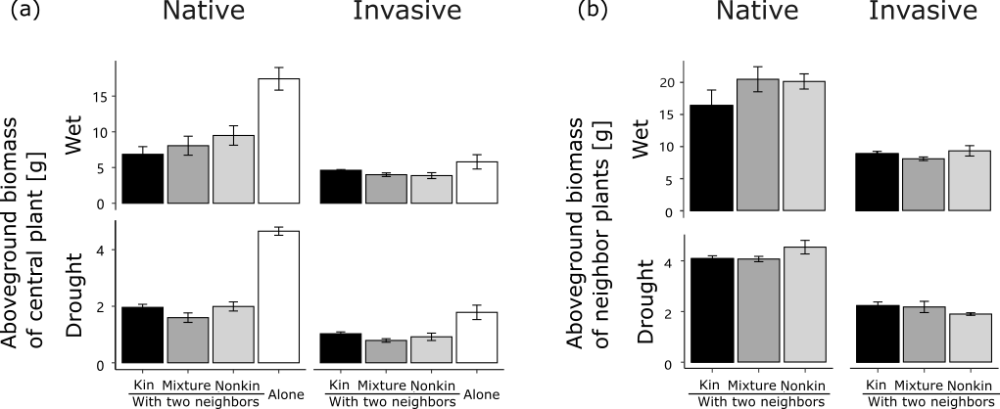 (a)
Native
Invasive
Aboveground biomass
of central plant [g]
Wet
15
10
5
0
Drought
4
2
0
Kin
Mixture
Nonkin
With two neighbors
Alone
Kin
Mixture
Nonkin
With two neighbors
Alone
(b)
Native
Invasive
Aboveground biomass
of neighbor plants [g]
Wet
20
15
10
5
0
Drought
4
2
0
Kin
Mixture
Nonkin
With two neighbors
Kin
Mixture
Nonkin
With two neighbors